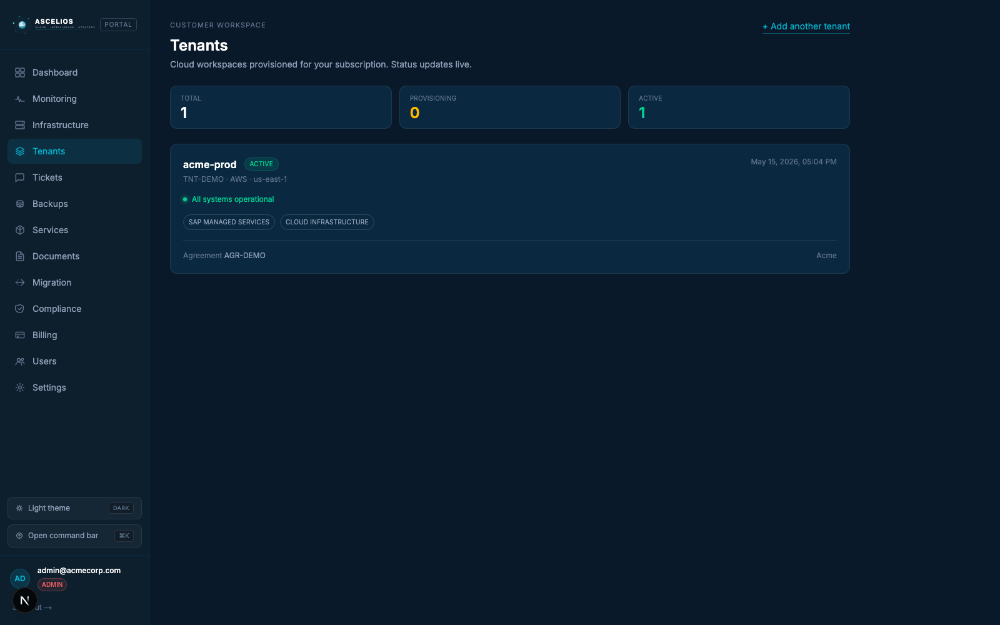 ASCELIOS
CLOUD · INTELLIGENCE · STRATEGY
PORTAL
Dashboard
Monitoring
Infrastructure
Tenants
Tickets
Backups
Services
Documents
Migration
Compliance
Billing
Users
Settings
Light theme
DARK
Open command bar
⌘K
AD
admin@acmecorp.com
ADMIN
N
CUSTOMER WORKSPACE
+ Add another tenant
Tenants
Cloud workspaces provisioned for your subscription. Status updates live.
TOTAL
1
PROVISIONING
0
ACTIVE
1
acme-prod
ACTIVE
May 15, 2026, 05:04 PM
TNT-DEMO · AWS · us-east-1
All systems operational
SAP MANAGED SERVICES
CLOUD INFRASTRUCTURE
Agreement AGR-DEMO
Acme